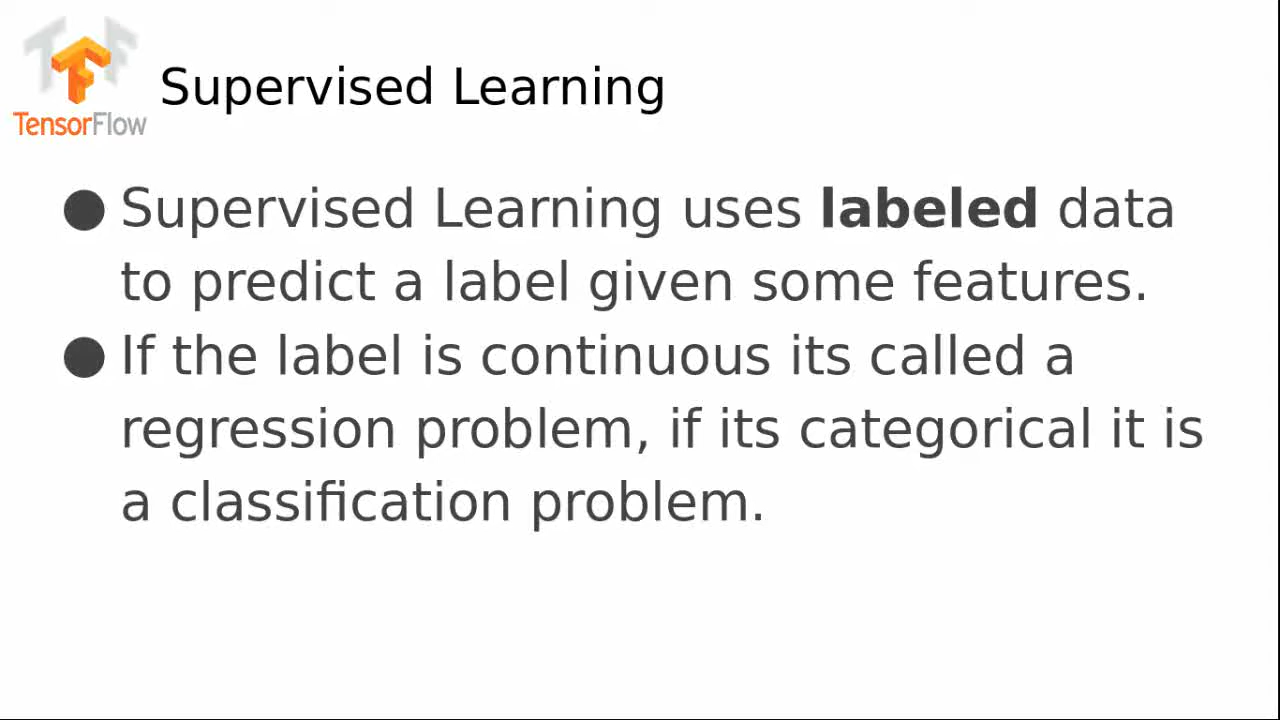 Supervised Learning
TensorFlow
● Supervised Learning uses labeled data
to predict a label given some features.
● If the label is continuous its called a
regression problem, if its categorical it is
a classification problem.